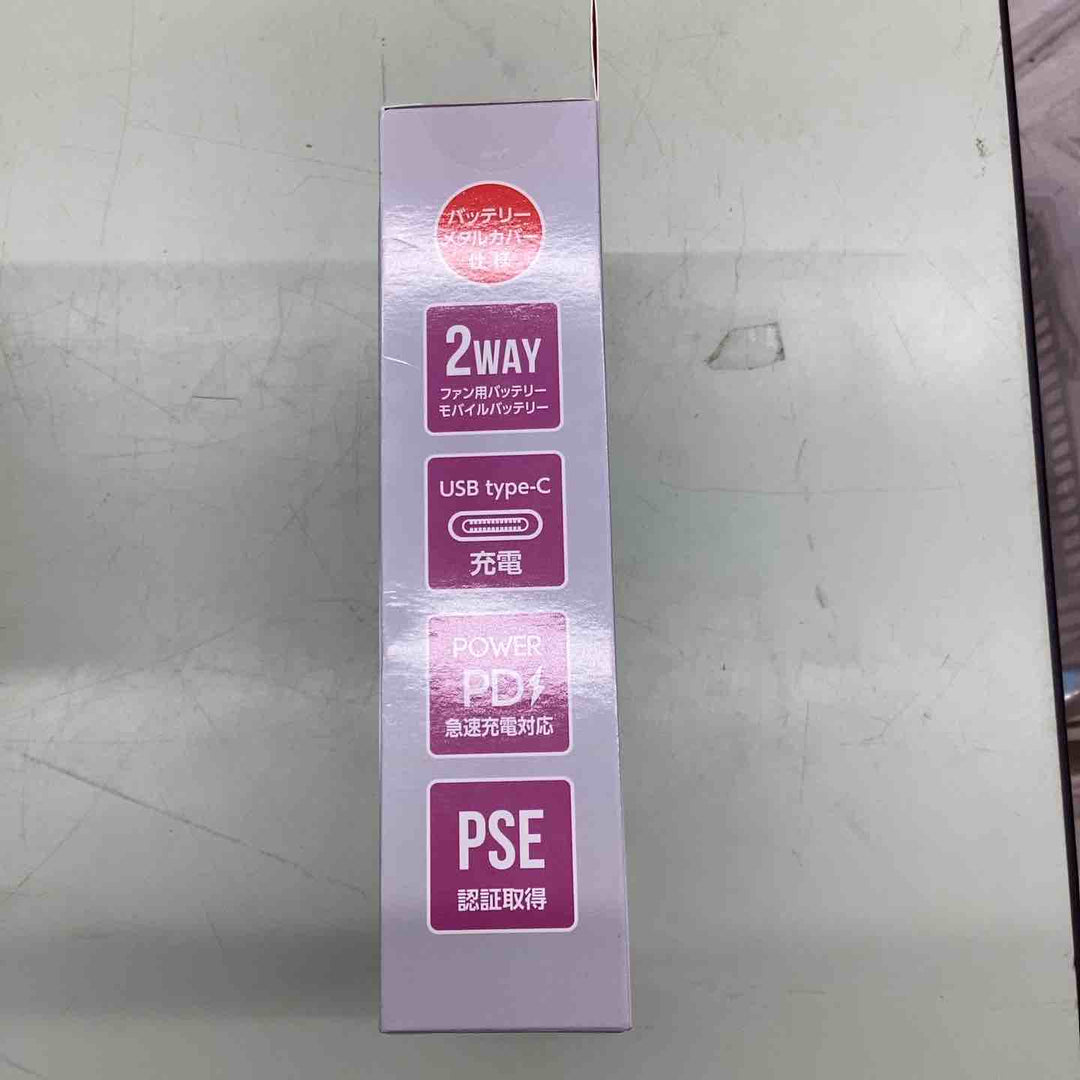 バッテリー
メタルカバー
仕様
2WAY
ファン用バッテリー
モバイルバッテリー
USB type-C
充電
POWER
PD
急速充電対応
PSE
認証取得